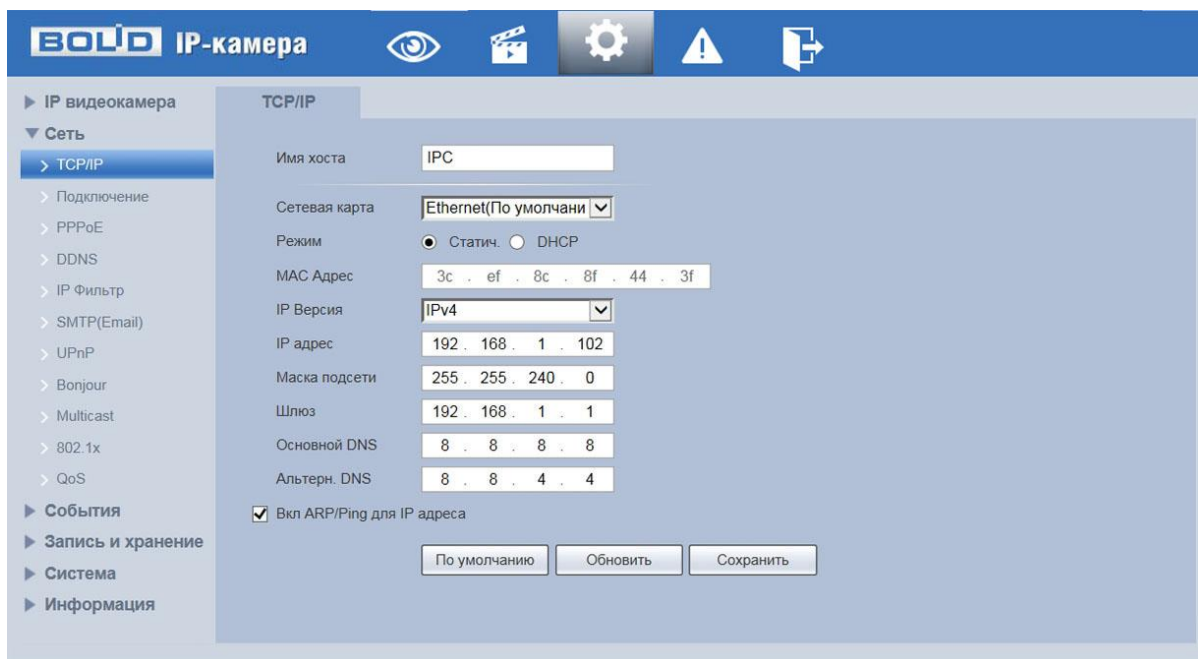 BOLID IP-камера
IP видеокамера
Сеть
TCP/IP
Подключение
PPPoE
DDNS
IP Фильтр
SMTP(Email)
UPnP
Bonjour
Multicast
802.1x
QoS
События
Запись и хранение
Система
Информация
TCP/IP
Имя хоста IPC
Сетевая карта Ethernet(По умолчани
Режим Статич. DHCP
MAC Адрес 3c . ef . 8c . 8f . 44 . 3f
IP Версия IPv4
IP адрес 192 . 168 . 1 . 102
Маска подсети 255 . 255 . 240 . 0
Шлюз 192 . 168 . 1 . 1
Основной DNS 8 . 8 . 8 . 8
Альтерн. DNS 8 . 8 . 4 . 4
Вкл ARP/Ping для IP адреса
По умолчанию Обновить Сохранить